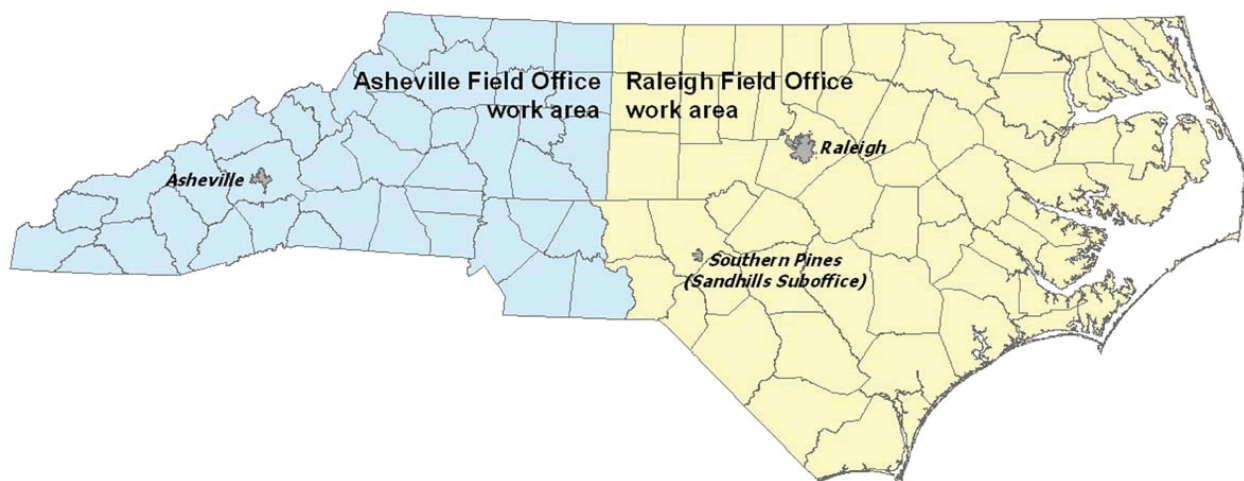 Asheville Field Office
work area
Raleigh Field Office
work area
Raleigh
Asheville
Southern Pines
(Sandhills Suboffice)